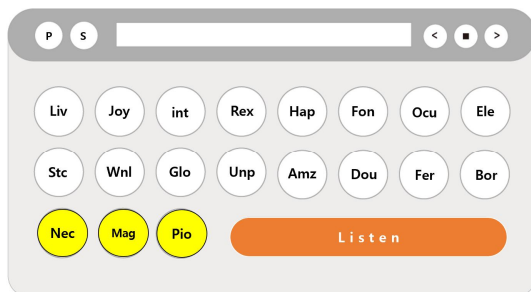 P S < ■ >
Liv Joy int Rex Hap Fon Ocu Ele
Stc Wnl Glo Unp Amz Dou Fer Bor
Nec Mag Pio Listen